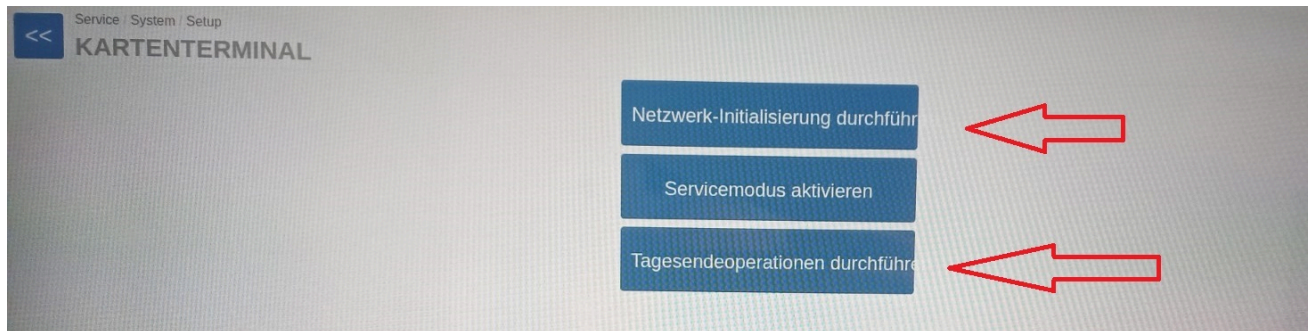 <<
Service / System / Setup
KARTENTERMINAL
Netzwerk-Initialisierung durchführ
Servicemodus aktivieren
Tagesendeoperationen durchführe